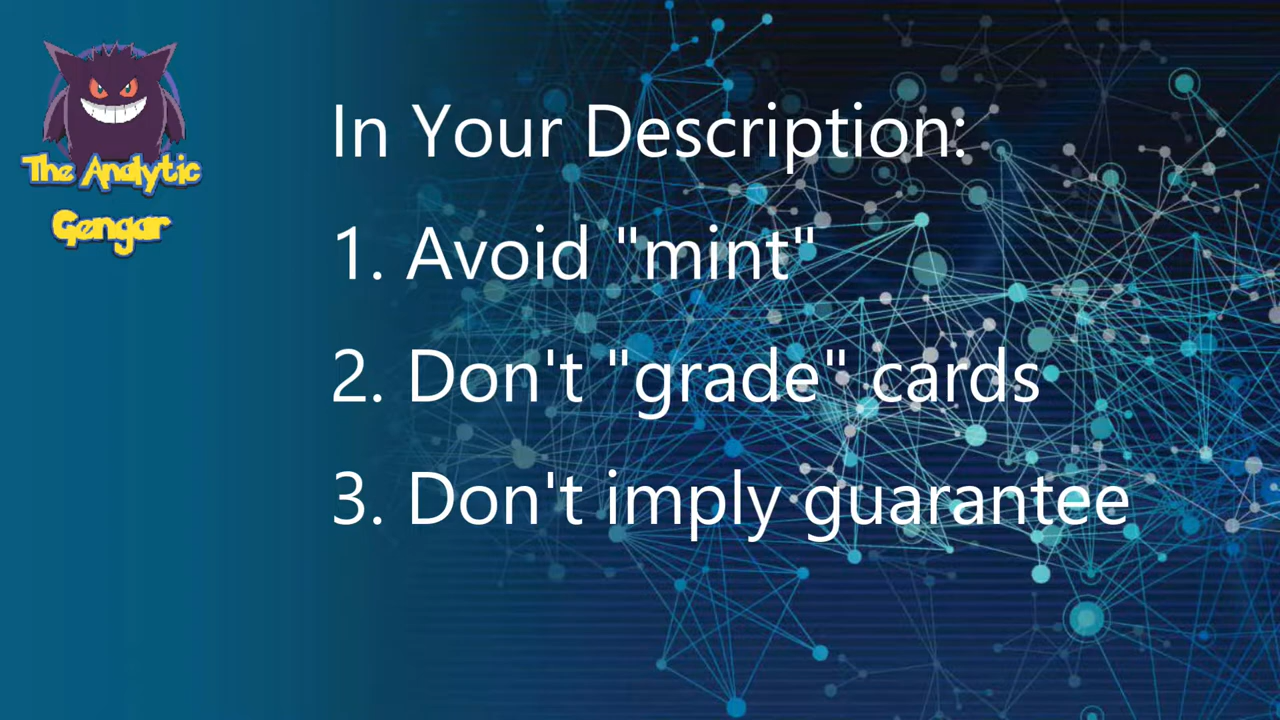 The Analytic
Gengar
In Your Description:
1. Avoid "mint"
2. Don't "grade" cards
3. Don't imply guarantee